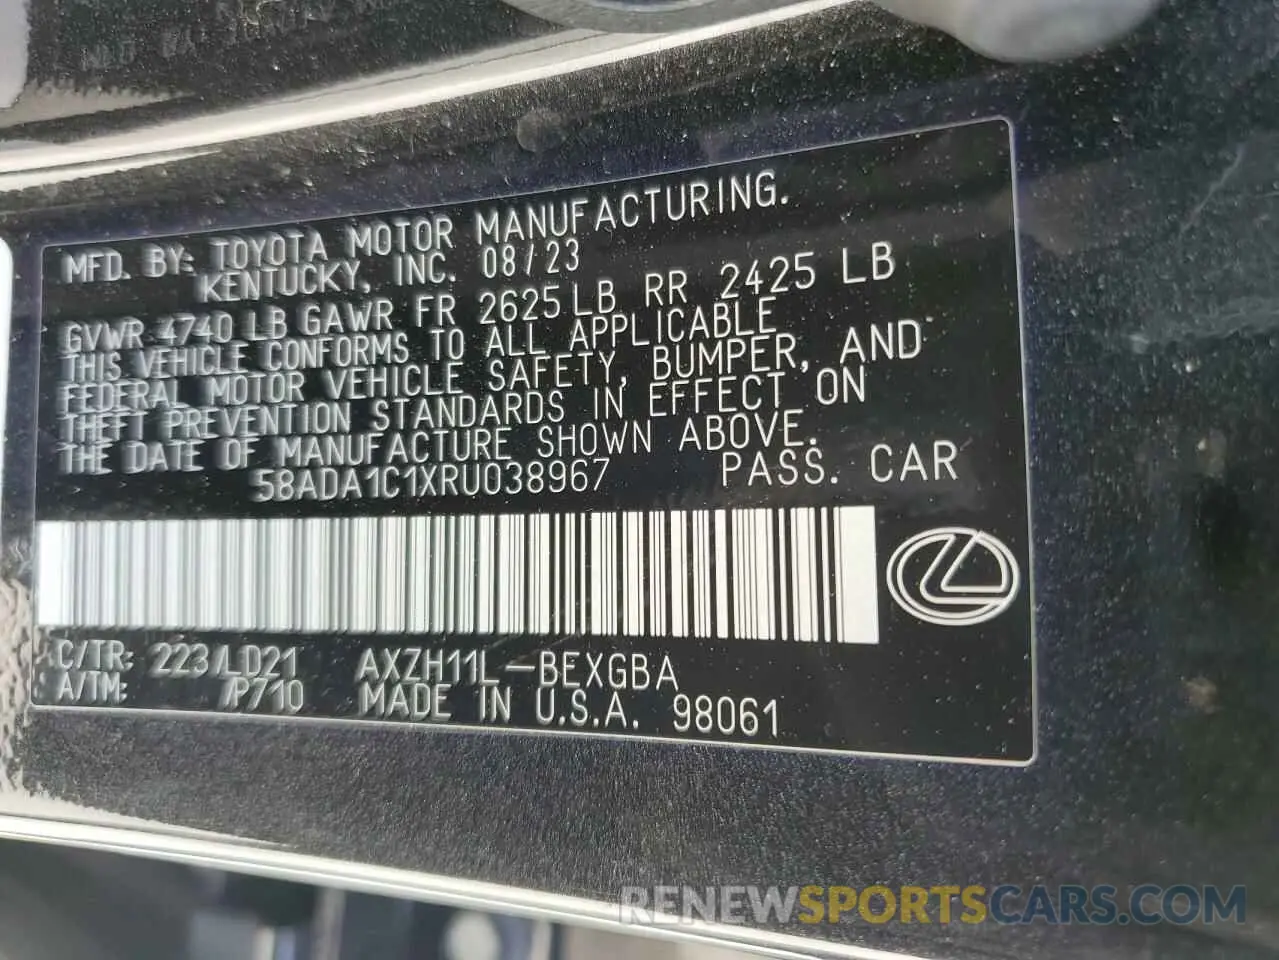 MFD. BY: TOYOTA MOTOR MANUFACTURING.
KENTUCKY, INC. 08/23
GVWR 4740 LB GAWR FR 2625 LB RR 2425 LB
THIS VEHICLE CONFORMS TO ALL APPLICABLE
FEDERAL MOTOR VEHICLE SAFETY, BUMPER, AND
THEFT PREVENTION STANDARDS IN EFFECT ON
THE DATE OF MANUFACTURE SHOWN ABOVE.
58ADA1C1XRU038967 PASS. CAR
C/TR: 223/LD21 AXZH11L-BEXGBA
A/TM: /P710 MADE IN U.S.A. 98061
RENEWSPORTSCARS.COM